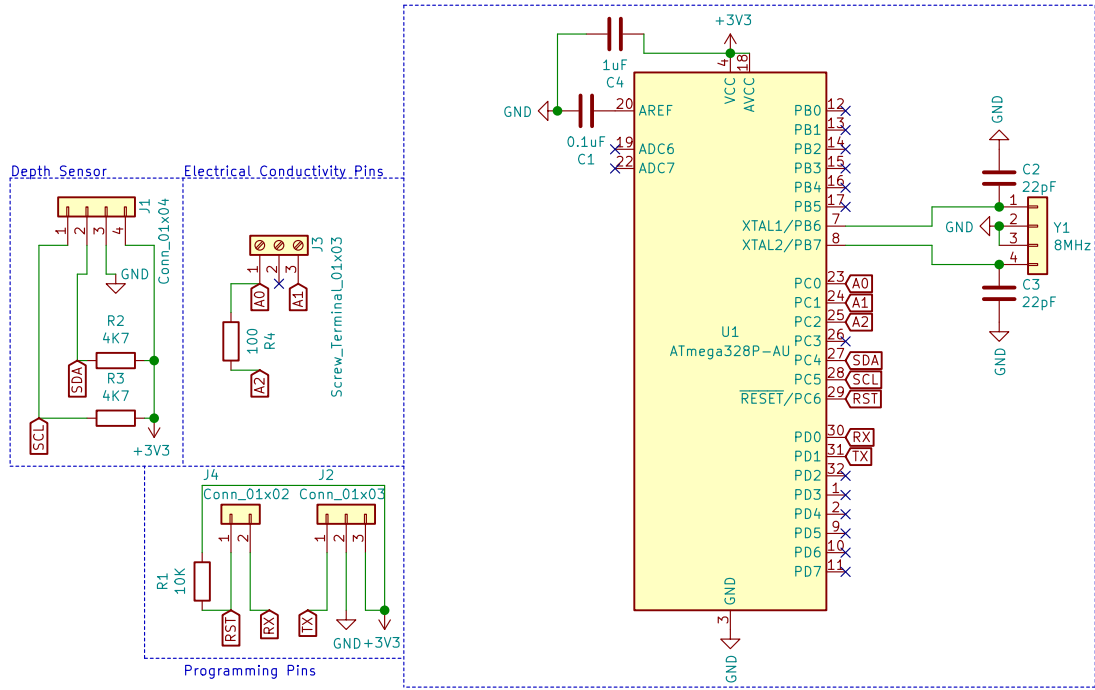 +3V3
1uF
C4
GND
0.1uF
C1
4
18
VCC
AVCC
20
AREF
19
ADC6
22
ADC7
PB0
12
PB1
13
PB2
14
PB3
15
PB4
16
PB5
17
XTAL1/PB6
7
XTAL2/PB7
8
PC0
23
A0
PC1
24
A1
PC2
25
A2
PC3
26
PC4
27
SDA
PC5
28
SCL
RESET/PC6
29
RST
PD0
30
RX
PD1
31
TX
PD2
32
PD3
1
PD4
2
PD5
9
PD6
10
PD7
11
U1
ATmega328P-AU
GND
3
GND
GND
C2
22pF
GND
1
2
3
4
Y1
8MHz
C3
22pF
GND
Depth Sensor
J1
Conn_01x04
1
2
3
4
GND
R2
4K7
SDA
R3
4K7
SCL
+3V3
Electrical Conductivity Pins
J3
Screw_Terminal_01x03
1
2
3
A0
A1
100
R4
A2
J4
Conn_01x02
1
2
J2
Conn_01x03
1
2
3
R1
10K
RST
RX
TX
GND
+3V3
Programming Pins